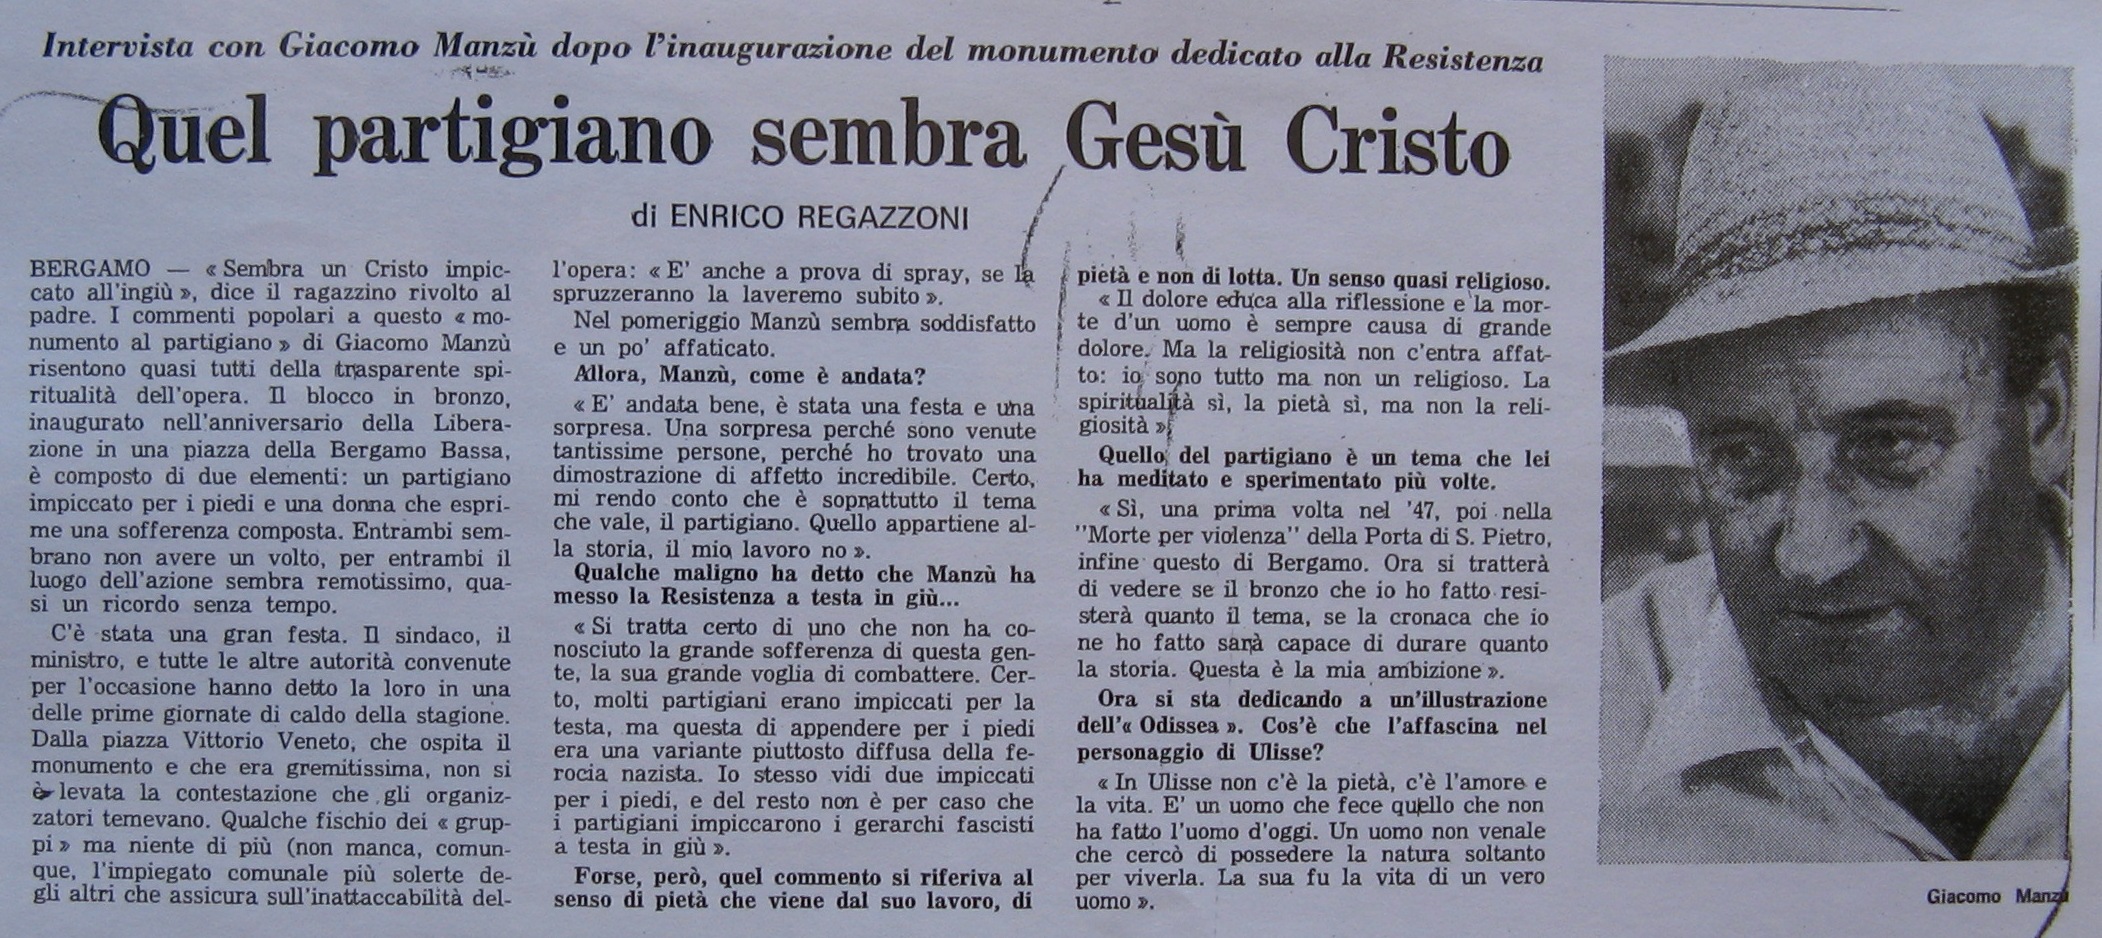 Intervista con Giacomo Manzù dopo l'inaugurazione del monumento dedicato alla Resistenza
Quel partigiano sembra Gesù Cristo
di ENRICO REGAZZONI
BERGAMO — « Sembra un Cristo impic-
cato all'ingiù », dice il ragazzino rivolto al
padre. I commenti popolari a questo « mo-
numento al partigiano » di Giacomo Manzù
risentono quasi tutti della trasparente spi-
ritualità dell'opera. Il blocco in bronzo,
inaugurato nell'anniversario della Libera-
zione in una piazza della Bergamo Bassa,
è composto di due elementi: un partigiano
impiccato per i piedi e una donna che espri-
me una sofferenza composta. Entrambi sem-
brano non avere un volto, per entrambi il
luogo dell'azione sembra remotissimo, qua-
si un ricordo senza tempo.
C'è stata una gran festa. Il sindaco, il
ministro, e tutte le altre autorità convenute
per l'occasione hanno detto la loro in una
delle prime giornate di caldo della stagione.
Dalla piazza Vittorio Veneto, che ospita il
monumento e che era gremitissima, non si
è levata la contestazione che gli organiz-
zatori temevano. Qualche fischio dei « grup-
pi » ma niente di più (non manca, comun-
que, l'impiegato comunale più solerte de-
gli altri che assicura sull'inattaccabilità del-
l'opera: « E' anche a prova di spray, se la
spruzzeranno la laveremo subito ».
Nel pomeriggio Manzù sembra soddisfatto
e un po' affaticato.
Allora, Manzù, come è andata?
« E' andata bene, è stata una festa e una
sorpresa. Una sorpresa perché sono venute
tantissime persone, perché ho trovato una
dimostrazione di affetto incredibile. Certo,
mi rendo conto che è soprattutto il tema
che vale, il partigiano. Quello appartiene al-
la storia, il mio lavoro no ».
Qualche maligno ha detto che Manzù ha
messo la Resistenza a testa in giù...
« Si tratta certo di uno che non ha co-
nosciuto la grande sofferenza di questa gen-
te, la sua grande voglia di combattere. Cer-
to, molti partigiani erano impiccati per la
testa, ma questa di appendere per i piedi
era una variante piuttosto diffusa della fe-
rocia nazista. Io stesso vidi due impiccati
per i piedi, e del resto non è per caso che
i partigiani impiccarono i gerarchi fascisti
a testa in giù ».
Forse, però, quel commento si riferiva al
senso di pietà che viene dal suo lavoro, di
pietà e non di lotta. Un senso quasi religioso.
« Il dolore educa alla riflessione e la mor-
te d'un uomo è sempre causa di grande
dolore. Ma la religiosità non c'entra affat-
to: io sono tutto ma non un religioso. La
spiritualità sì, la pietà sì, ma non la reli-
giosità »
Quello del partigiano è un tema che lei
ha meditato e sperimentato più volte.
« Sì, una prima volta nel '47, poi nella
"Morte per violenza" della Porta di S. Pietro,
infine questo di Bergamo. Ora si tratterà
di vedere se il bronzo che io ho fatto resi-
sterà quanto il tema, se la cronaca che io
ne ho fatto sarà capace di durare quanto
la storia. Questa è la mia ambizione ».
Ora si sta dedicando a un'illustrazione
dell'« Odissea ». Cos'è che l'affascina nel
personaggio di Ulisse?
« In Ulisse non c'è la pietà, c'è l'amore e
la vita. E' un uomo che fece quello che non
ha fatto l'uomo d'oggi. Un uomo non venale
che cercò di possedere la natura soltanto
per viverla. La sua fu la vita di un vero
uomo ».
Giacomo Manzù